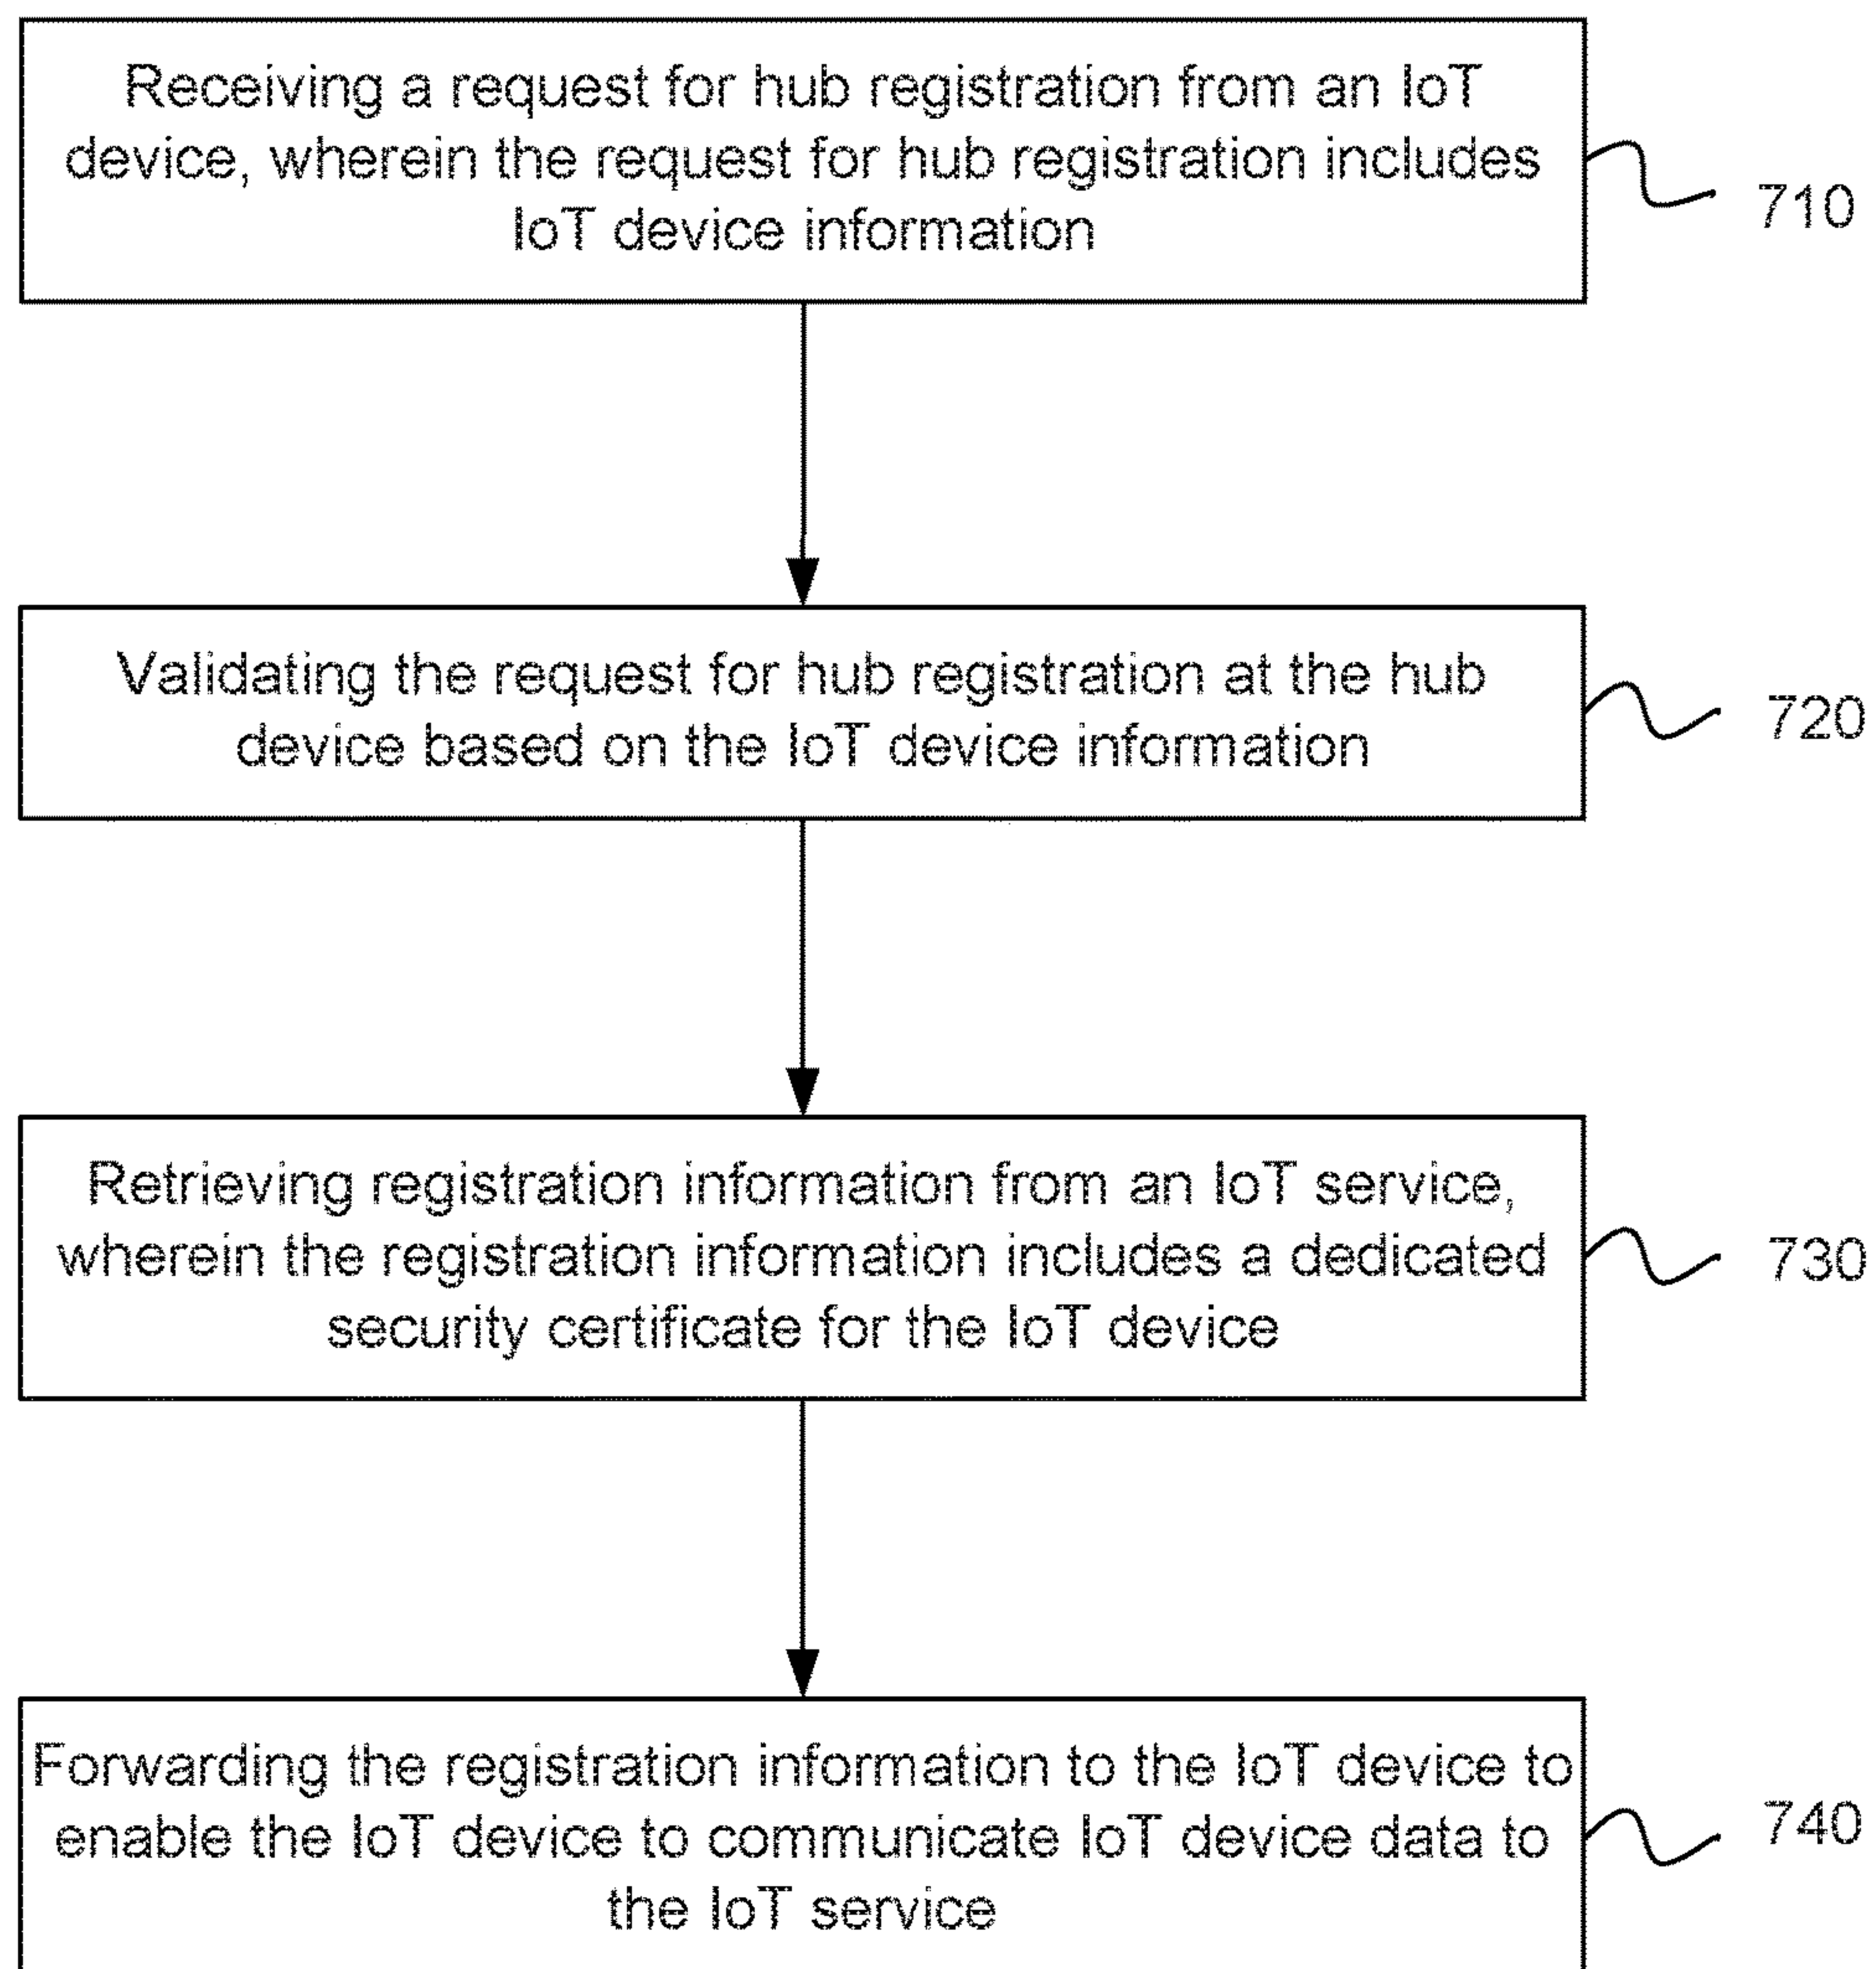 Receiving a request for hub registration from an IoT
device, wherein the request for hub registration includes
IoT device information
710
Validating the request for hub registration at the hub
device based on the IoT device information
720
Retrieving registration information from an IoT service,
wherein the registration information includes a dedicated
security certificate for the IoT device
730
Forwarding the registration information to the IoT device to
enable the IoT device to communicate IoT device data to
the IoT service
740